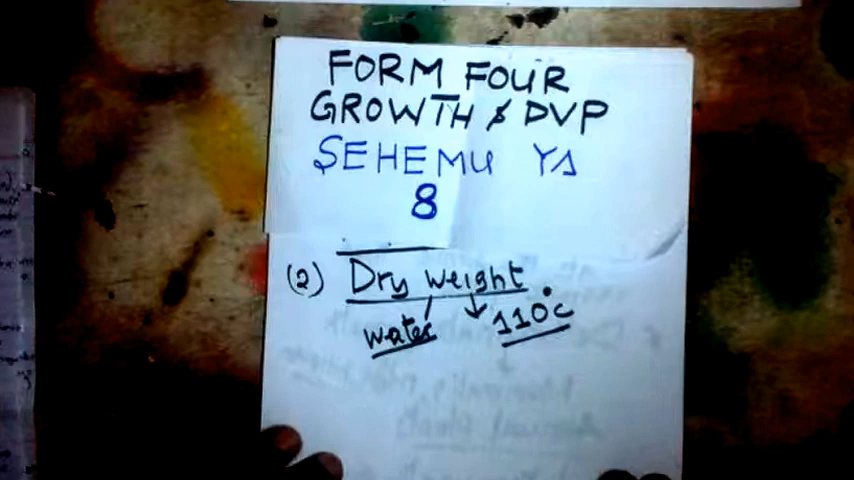 FORM FOUR
GROWTH & DVP
SEHEMU YA
8
(2) Dry weight
water 110°c